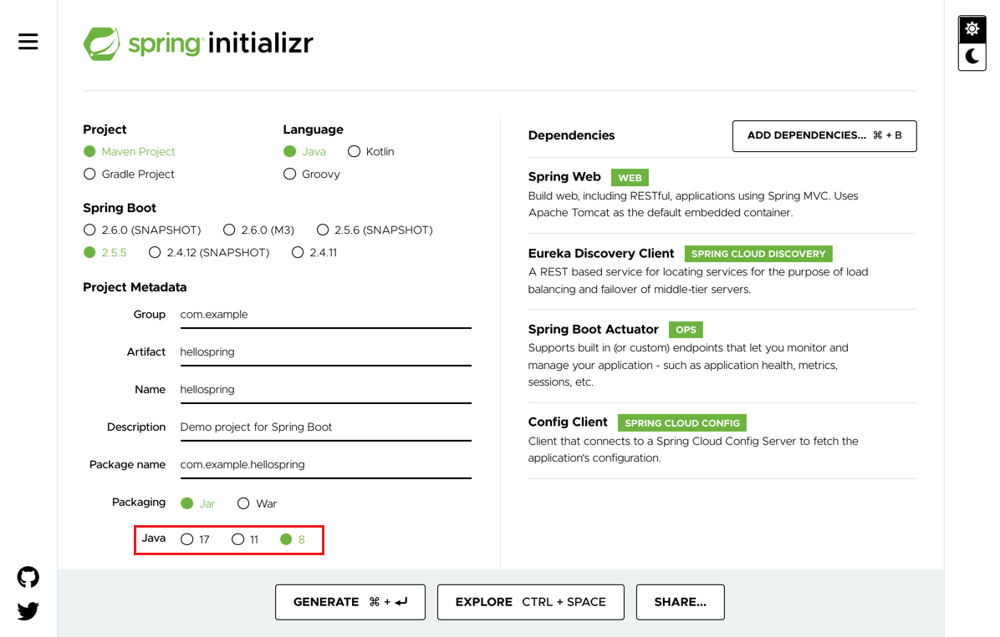 spring initializr
Project
Maven Project
Gradle Project
Language
Java Kotlin
Groovy
Spring Boot
2.6.0 (SNAPSHOT) 2.6.0 (M3) 2.5.6 (SNAPSHOT)
2.5.5 2.4.12 (SNAPSHOT) 2.4.11
Project Metadata
Group com.example
Artifact hellospring
Name hellospring
Description Demo project for Spring Boot
Package name com.example.hellospring
Packaging Jar War
Java 17 11 8
Dependencies
ADD DEPENDENCIES... ⌘ + B
Spring Web WEB
Build web, including RESTful, applications using Spring MVC. Uses
Apache Tomcat as the default embedded container.
Eureka Discovery Client SPRING CLOUD DISCOVERY
A REST based service for locating services for the purpose of load
balancing and failover of middle-tier servers.
Spring Boot Actuator OPS
Supports built in (or custom) endpoints that let you monitor and
manage your application - such as application health, metrics,
sessions, etc.
Config Client SPRING CLOUD CONFIG
Client that connects to a Spring Cloud Config Server to fetch the
application's configuration.
GENERATE ⌘ + ↵
EXPLORE CTRL + SPACE
SHARE...